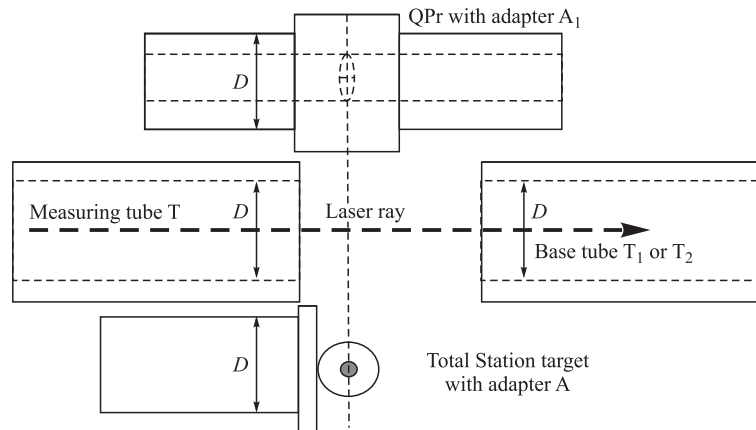 QPr with adapter A₁
D
Measuring tube T
D
Laser ray
D
Base tube T₁ or T₂
D
Total Station target
with adapter A